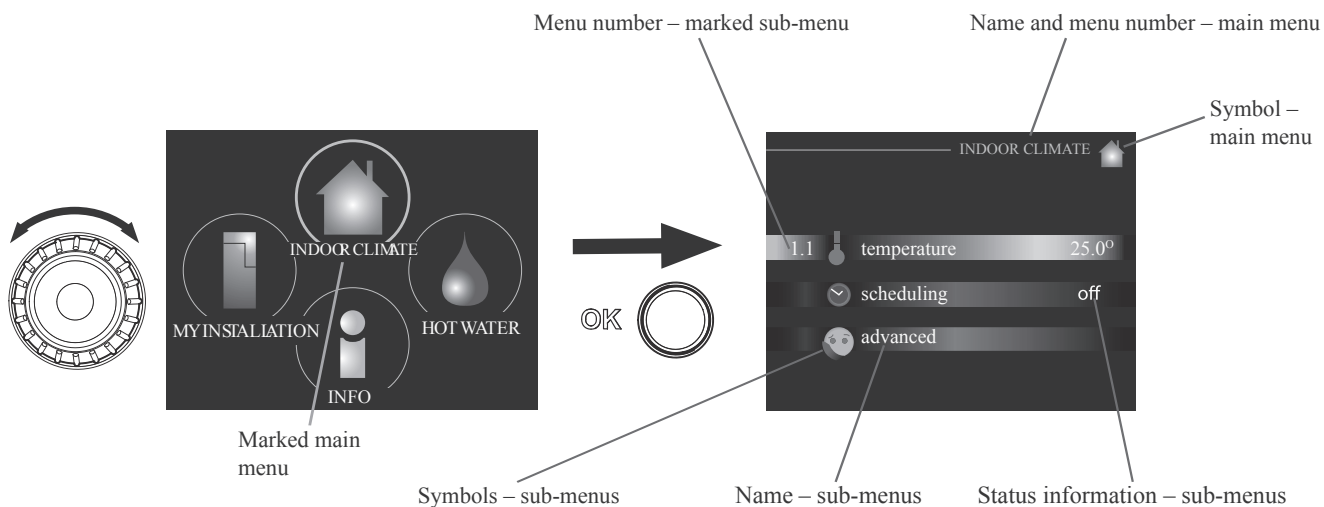 Menu number – marked sub-menu
Name and menu number – main menu
Symbol –
main menu
INDOOR CLIMATE
MY INSTALLATION
HOT WATER
INFO
Marked main
menu
OK
INDOOR CLIMATE
1.1 temperature 25.0°
scheduling off
advanced
Symbols – sub-menus
Name – sub-menus
Status information – sub-menus